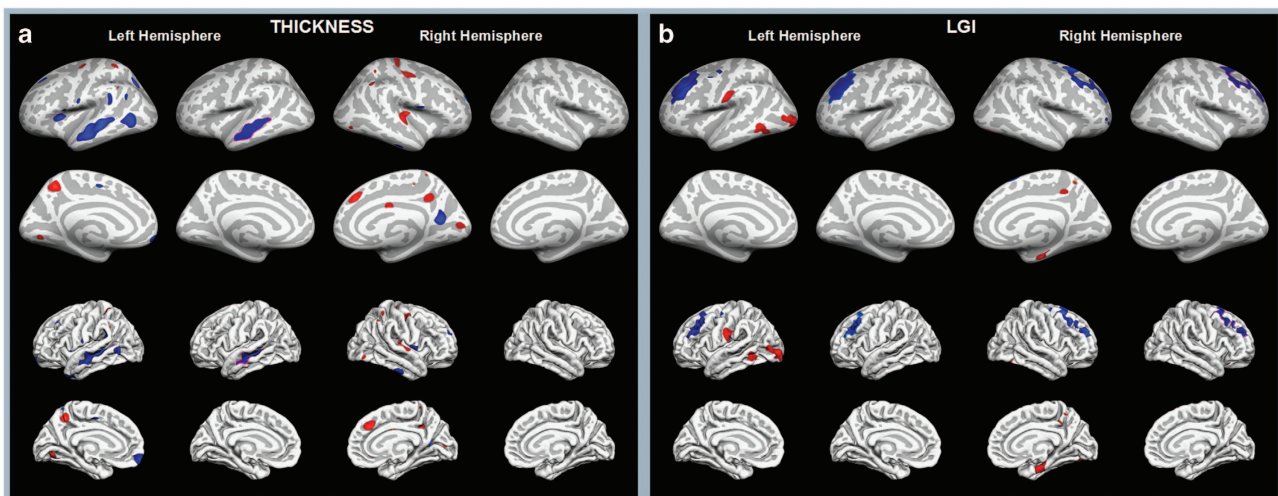 a
THICKNESS
Left Hemisphere
Right Hemisphere
b
LGI
Left Hemisphere
Right Hemisphere